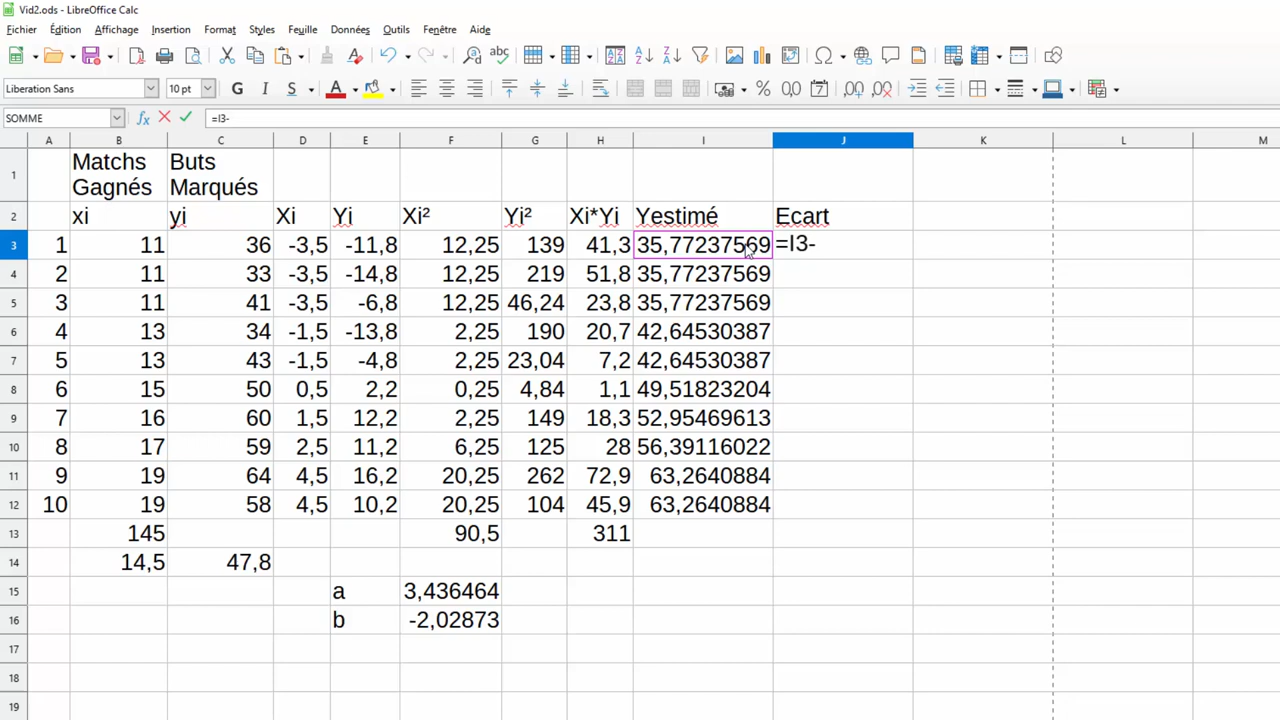 Vid2.ods - LibreOffice Calc
Fichier Édition Affichage Insertion Format Styles Feuille Données Outils Fenêtre Aide
Liberation Sans 10 pt G I S A % 0,0 ,00 ,00
SOMME fx =I3-
A B C D E F G H I J K L M
1 Matchs Gagnés Buts Marqués
2 xi yi Xi Yi Xi² Yi² Xi*Yi Yestimé Ecart
3 1 11 36 -3,5 -11,8 12,25 139 41,3 35,77237569 =I3-
4 2 11 33 -3,5 -14,8 12,25 219 51,8 35,77237569
5 3 11 41 -3,5 -6,8 12,25 46,24 23,8 35,77237569
6 4 13 34 -1,5 -13,8 2,25 190 20,7 42,64530387
7 5 13 43 -1,5 -4,8 2,25 23,04 7,2 42,64530387
8 6 15 50 0,5 2,2 0,25 4,84 1,1 49,51823204
9 7 16 60 1,5 12,2 2,25 149 18,3 52,95469613
10 8 17 59 2,5 11,2 6,25 125 28 56,39116022
11 9 19 64 4,5 16,2 20,25 262 72,9 63,2640884
12 10 19 58 4,5 10,2 20,25 104 45,9 63,2640884
13 145 90,5 311
14 14,5 47,8
15 a 3,436464
16 b -2,02873
17
18
19